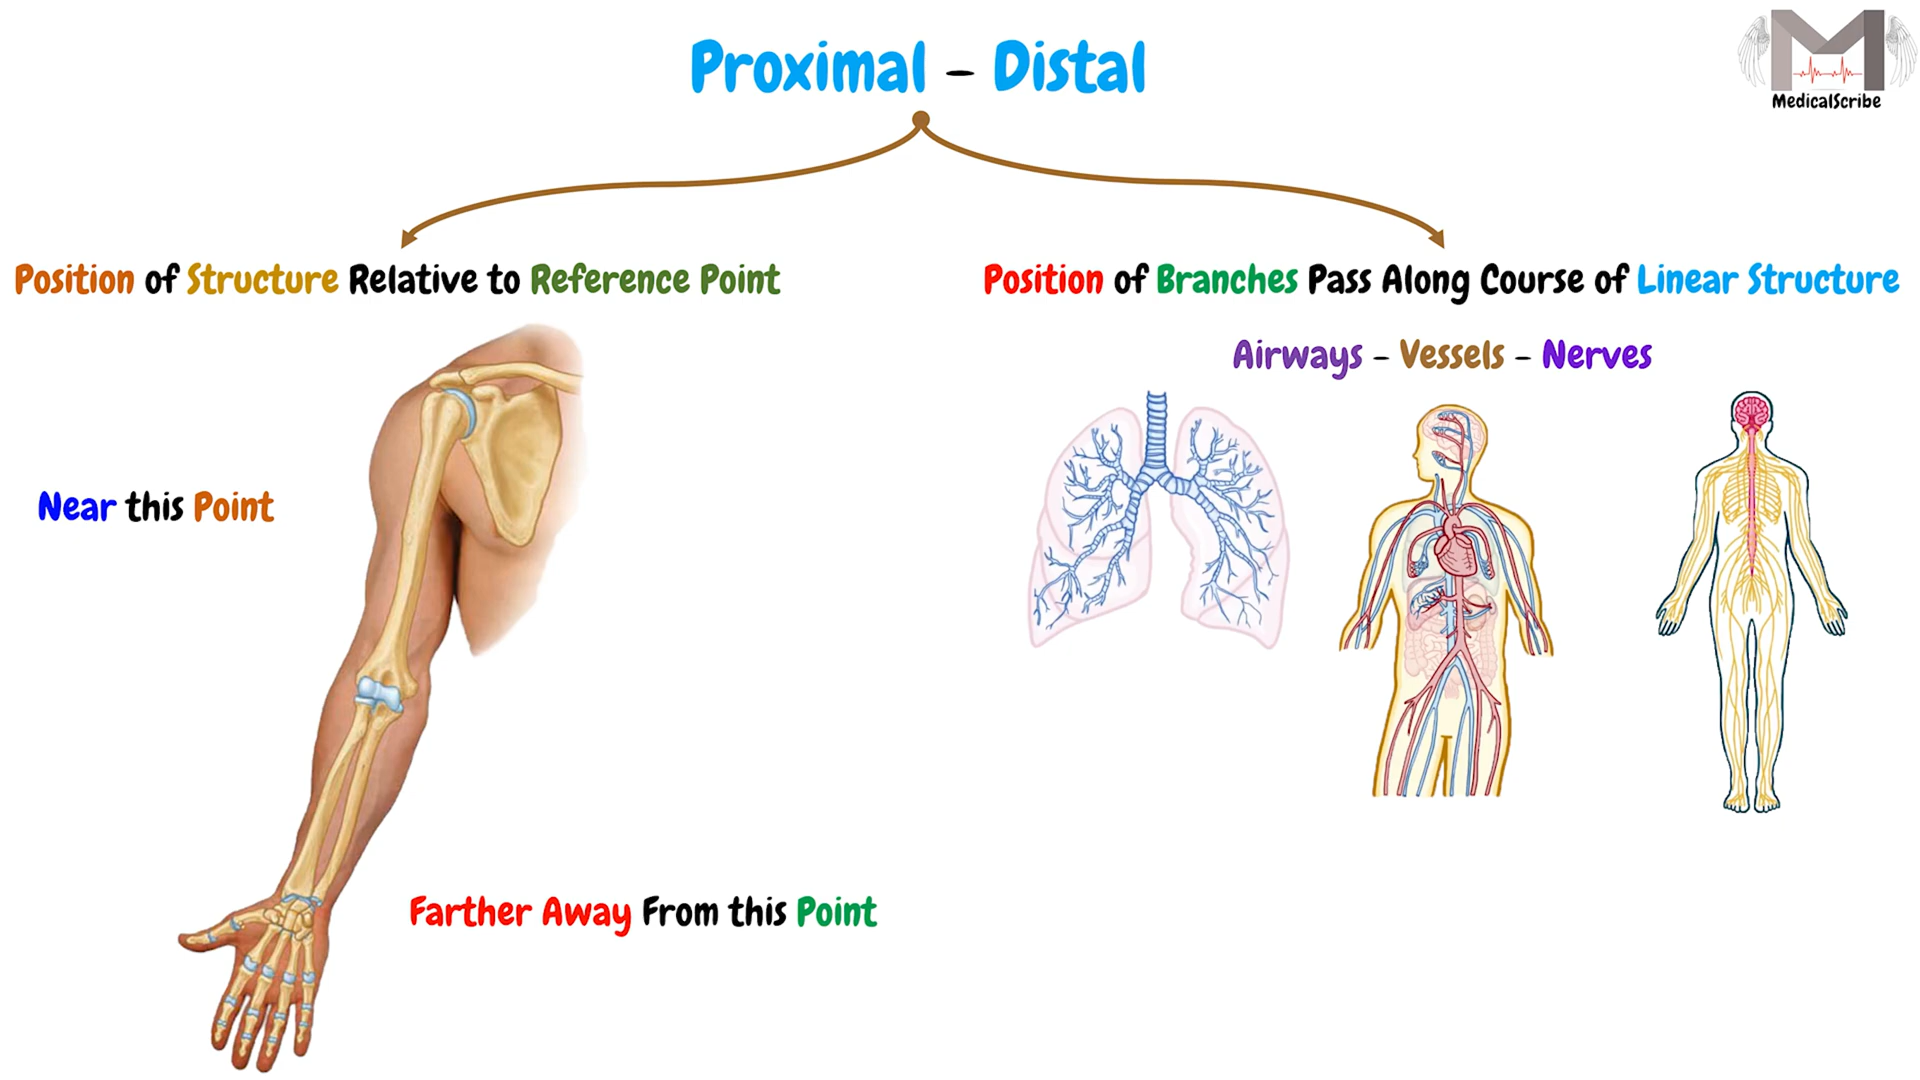 Proximal - Distal
MedicalScribe
Position of Structure Relative to Reference Point
Near this Point
Farther Away From this Point
Position of Branches Pass Along Course of Linear Structure
Airways - Vessels - Nerves